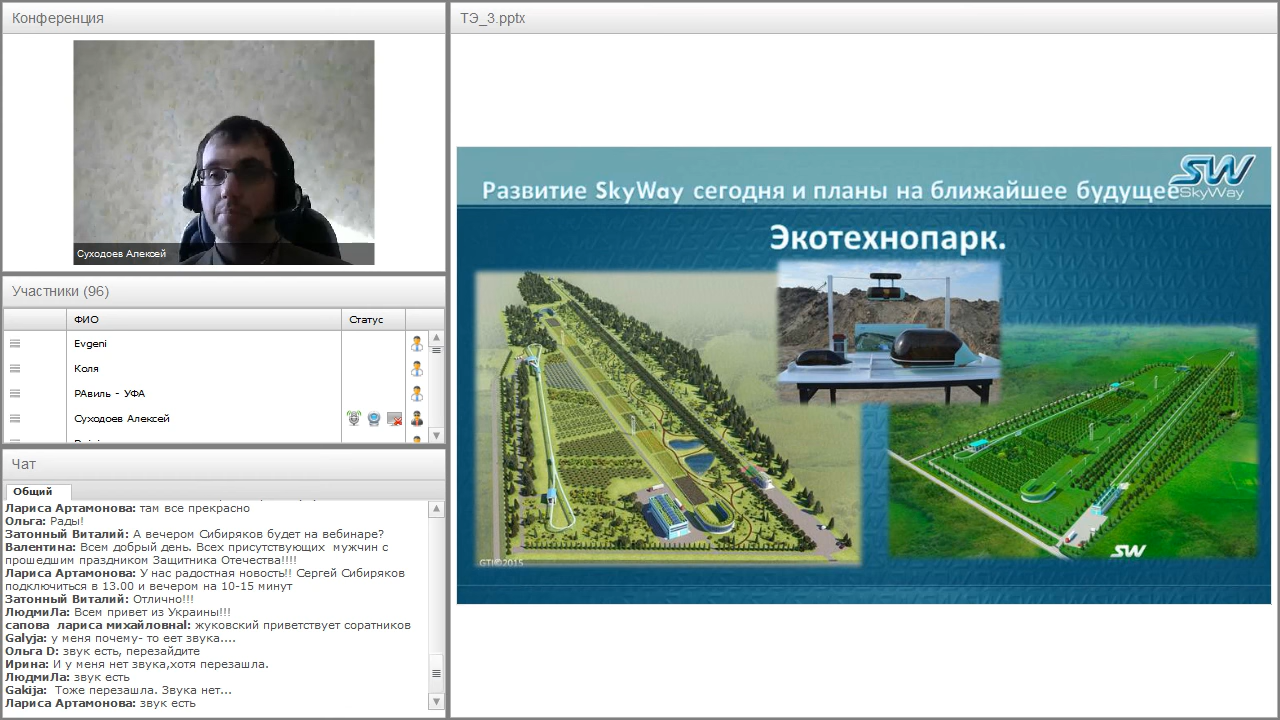 Конференция
Суходоев Алексей
Участники (96)
ФИО
Статус
Evgeni
Коля
РАвиль - УФА
Суходоев Алексей
Чат
Общий
Лариса Артамонова: там все прекрасно
Ольга: Рады!
Затонный Виталий: А вечером Сибиряков будет на вебинаре?
Валентина: Всем добрый день. Всех присутствующих мужчин с
прошедшим праздником Защитника Отечества!!!!
Лариса Артамонова: У нас радостная новость!! Сергей Сибиряков
подключиться в 13.00 и вечером на 10-15 минут
Затонный Виталий: Отлично!!!
ЛюдмиЛа: Всем привет из Украины!!!
сапова лариса михайловнаl: жуковский приветствует соратников
Galyja: у меня почему- то еет звука....
Ольга D: звук есть, перезайдите
Ирина: И у меня нет звука,хотя перезашла.
ЛюдмиЛа: звук есть
Gakija: Тоже перезашла. Звука нет...
Лариса Артамонова: звук есть
ТЭ_3.pptx
SW
SkyWay
Развитие SkyWay сегодня и планы на ближайшее будущее
Экотехнопарк.
GTI©2015
SW